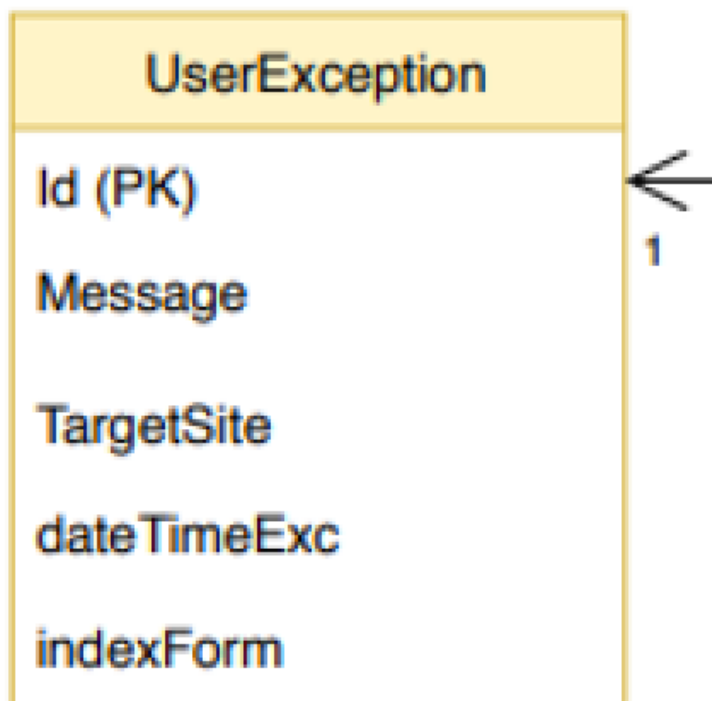 UserException
Id (PK)
1
Message
TargetSite
dateTimeExc
indexForm